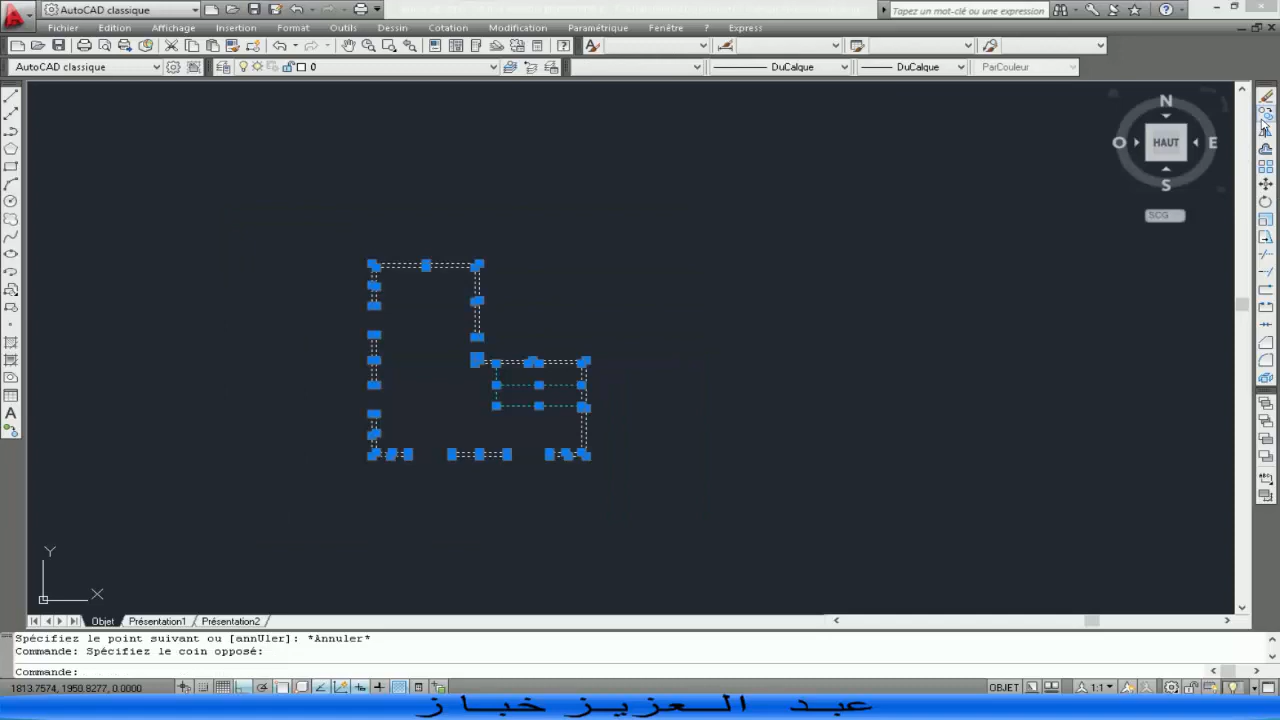 AutoCAD classique
Tapez un mot-clé ou une expression
Fichier Edition Affichage Insertion Format Outils Dessin Cotation Modification Paramétrique Fenêtre ? Express
AutoCAD classique 0 DuCalque DuCalque ParCouleur
N
O HAUT E
S
SCG
Y
X
Objet Présentation1 Présentation2
Spécifiez le point suivant ou [annUler]: *Annuler*
Commande: Spécifiez le coin opposé:
Commande:
1813.7574, 1950.8277, 0.0000 OBJET 1:1
عبد العزيز خباز